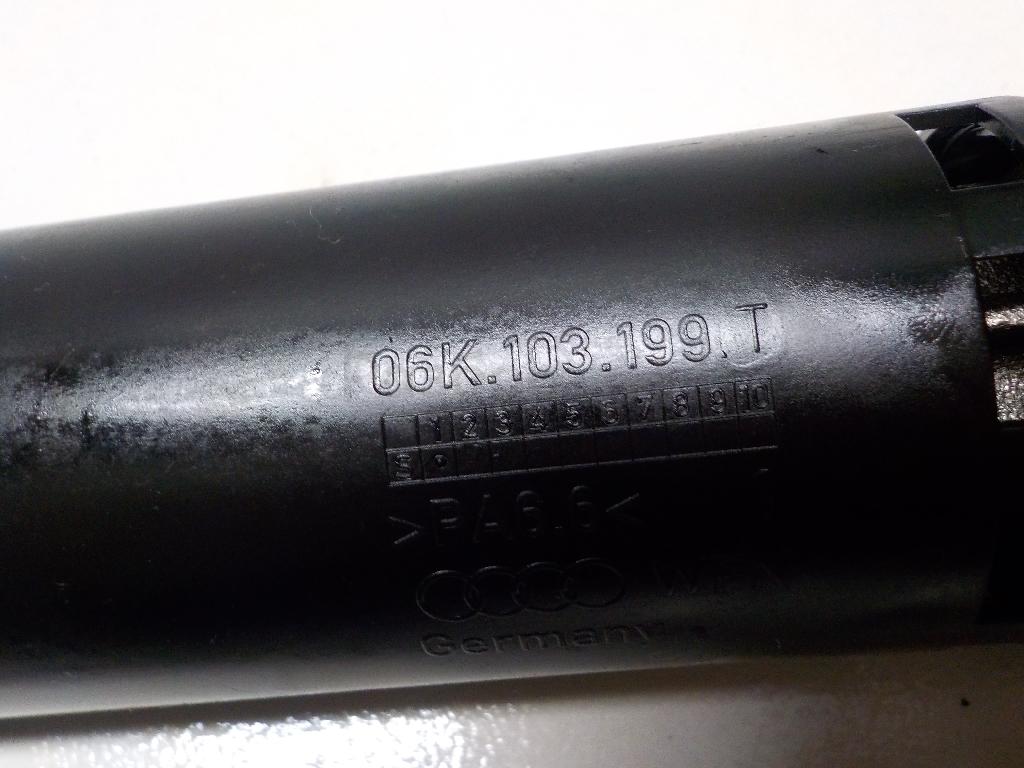 06K.103.199 T
1 2 3 4 5 6 7 8 9 10
S
>PA6.6<
Germany